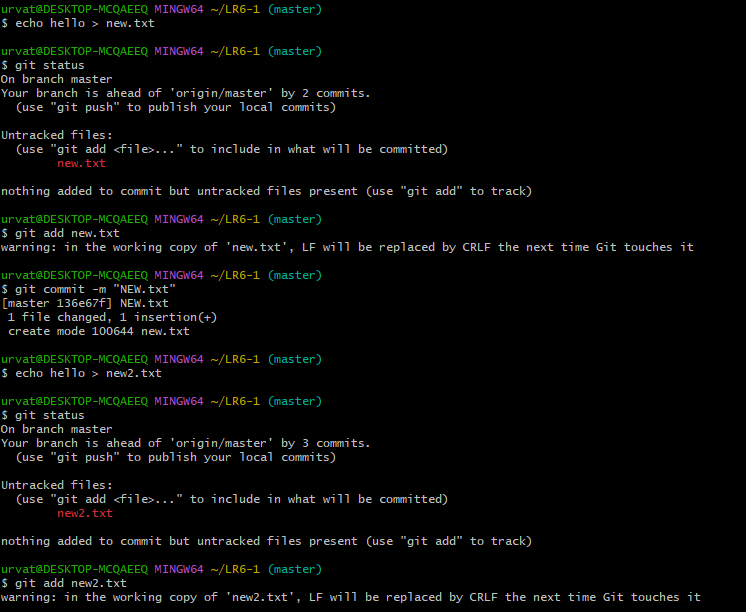 urvat@DESKTOP-MCQAEEQ MINGW64 ~/LR6-1 (master)
$ echo hello > new.txt
urvat@DESKTOP-MCQAEEQ MINGW64 ~/LR6-1 (master)
$ git status
On branch master
Your branch is ahead of 'origin/master' by 2 commits.
  (use "git push" to publish your local commits)
Untracked files:
  (use "git add <file>..." to include in what will be committed)
        new.txt
nothing added to commit but untracked files present (use "git add" to track)
urvat@DESKTOP-MCQAEEQ MINGW64 ~/LR6-1 (master)
$ git add new.txt
warning: in the working copy of 'new.txt', LF will be replaced by CRLF the next time Git touches it
urvat@DESKTOP-MCQAEEQ MINGW64 ~/LR6-1 (master)
$ git commit -m "NEW.txt"
[master 136e67f] NEW.txt
 1 file changed, 1 insertion(+)
 create mode 100644 new.txt
urvat@DESKTOP-MCQAEEQ MINGW64 ~/LR6-1 (master)
$ echo hello > new2.txt
urvat@DESKTOP-MCQAEEQ MINGW64 ~/LR6-1 (master)
$ git status
On branch master
Your branch is ahead of 'origin/master' by 3 commits.
  (use "git push" to publish your local commits)
Untracked files:
  (use "git add <file>..." to include in what will be committed)
        new2.txt
nothing added to commit but untracked files present (use "git add" to track)
urvat@DESKTOP-MCQAEEQ MINGW64 ~/LR6-1 (master)
$ git add new2.txt
warning: in the working copy of 'new2.txt', LF will be replaced by CRLF the next time Git touches it